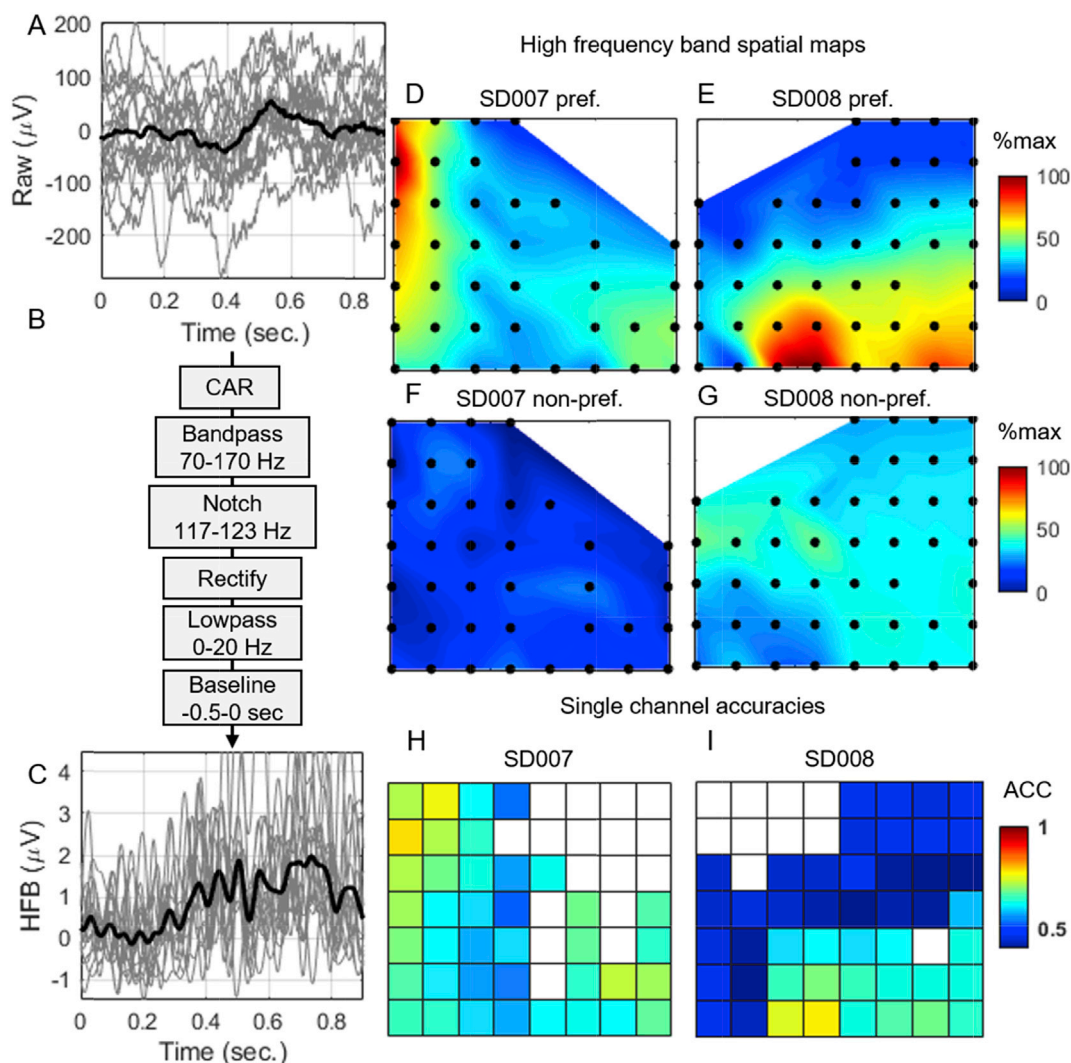 A
Raw (μV)
200
100
0
-100
-200
0 0.2 0.4 0.6 0.8
Time (sec.)
B
CAR
Bandpass
70-170 Hz
Notch
117-123 Hz
Rectify
Lowpass
0-20 Hz
Baseline
-0.5-0 sec
C
HFB (μV)
4
3
2
1
0
-1
0 0.2 0.4 0.6 0.8
Time (sec.)
High frequency band spatial maps
D
SD007 pref.
E
SD008 pref.
%max
100
50
0
F
SD007 non-pref.
G
SD008 non-pref.
%max
100
50
0
Single channel accuracies
H
SD007
I
SD008
ACC
1
0.5